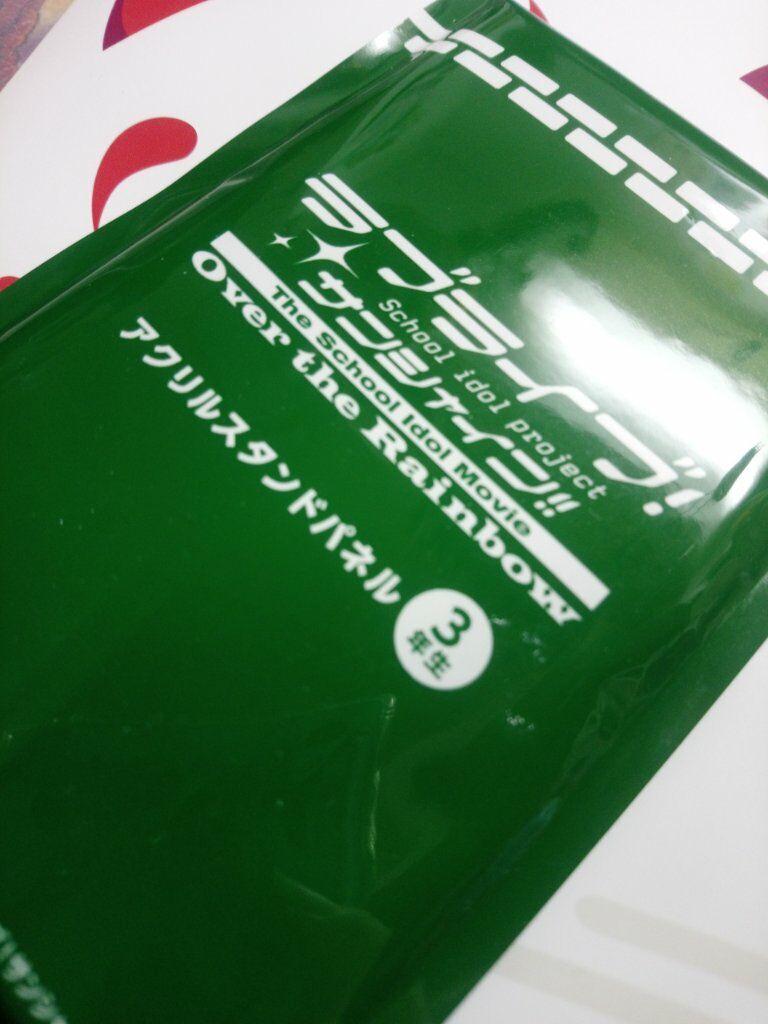 ラブライブ!
School idol project
サンシャイン!!
The School Idol Movie
Over the Rainbow
アクリルスタンドパネル
3
年生